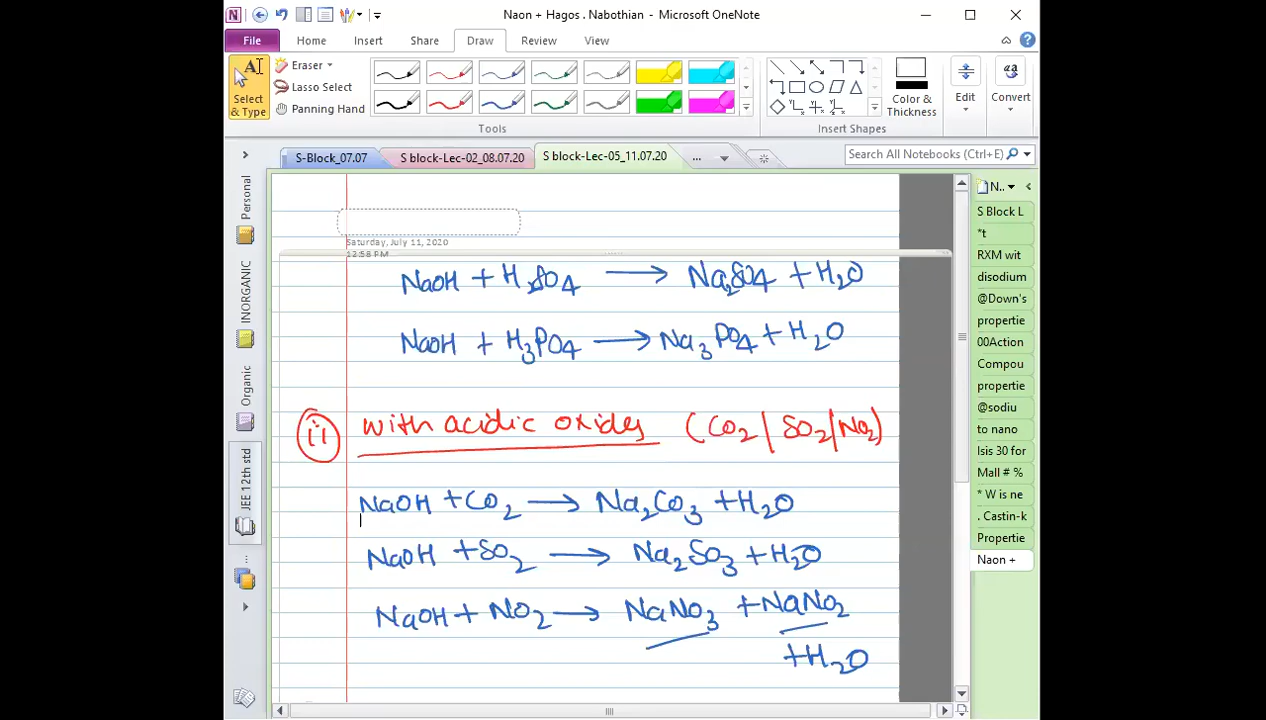 Naon + Hagos . Nabothian - Microsoft OneNote
File Home Insert Share Draw Review View
Select & Type
Eraser
Lasso Select
Panning Hand
Color & Thickness
Edit
Convert
Tools
Insert Shapes
S-Block_07.07 S block-Lec-02_08.07.20 S block-Lec-05_11.07.20 ...
Search All Notebooks (Ctrl+E)
N..
Personal
INORGANIC
Organic
JEE 12th std
S Block L
*t
RXM wit
disodium
@Down's
propertie
00Action
Compou
propertie
@sodiu
to nano
Isis 30 for
Mall # %
* W is ne
. Castin-k
Propertie
Naon +
Saturday, July 11, 2020
12:58 PM
NaOH + H2SO4 → Na2SO4 + H2O
NaOH + H3PO4 → Na3PO4 + H2O
ii with acidic oxides (CO2 / SO2 / NO2)
NaOH + CO2 → Na2CO3 + H2O
NaOH + SO2 → Na2SO3 + H2O
NaOH + NO2 → NaNO3 + NaNO2
+ H2O